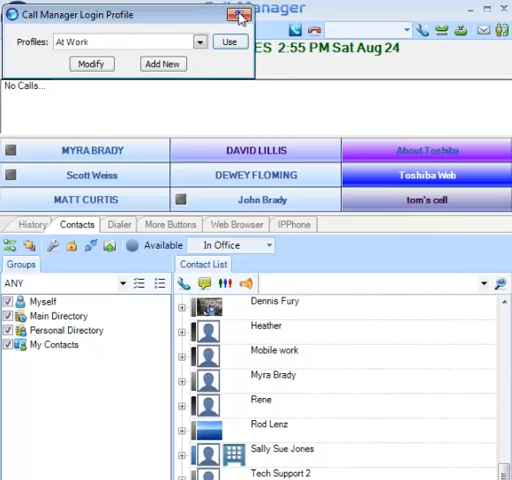 Call Manager Login Profile
Call Manager
Profiles: At Work Use
Modify Add New
ES 2:55 PM Sat Aug 24
No Calls...
MYRA BRADY DAVID LILLIS About Toshiba
Scott Weiss DEWEY FLOMING Toshiba Web
MATT CURTIS John Brady tom's cell
History Contacts Dialer More Buttons Web Browser IPPhone
Available In Office
Groups Contact List
ANY
Myself
Main Directory
Personal Directory
My Contacts
Dennis Fury
Heather
Mobile work
Myra Brady
Rene
Rod Lenz
Sally Sue Jones
Tech Support 2